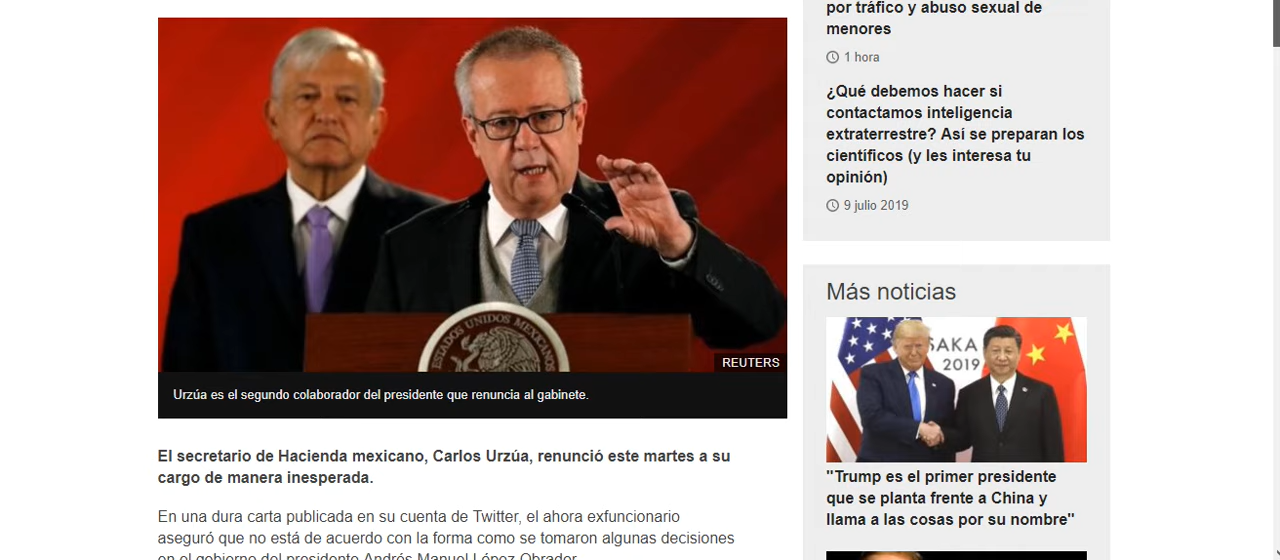 ESTADOS UNIDOS MEXICANOS
REUTERS
Urzúa es el segundo colaborador del presidente que renuncia al gabinete.
El secretario de Hacienda mexicano, Carlos Urzúa, renunció este martes a su
cargo de manera inesperada.
En una dura carta publicada en su cuenta de Twitter, el ahora exfuncionario
aseguró que no está de acuerdo con la forma como se tomaron algunas decisiones
en el gobierno del presidente Andrés Manuel López Obrador.
por tráfico y abuso sexual de
menores
1 hora
¿Qué debemos hacer si
contactamos inteligencia
extraterrestre? Así se preparan los
científicos (y les interesa tu
opinión)
9 julio 2019
Más noticias
SAKA
2019
"Trump es el primer presidente
que se planta frente a China y
llama a las cosas por su nombre"